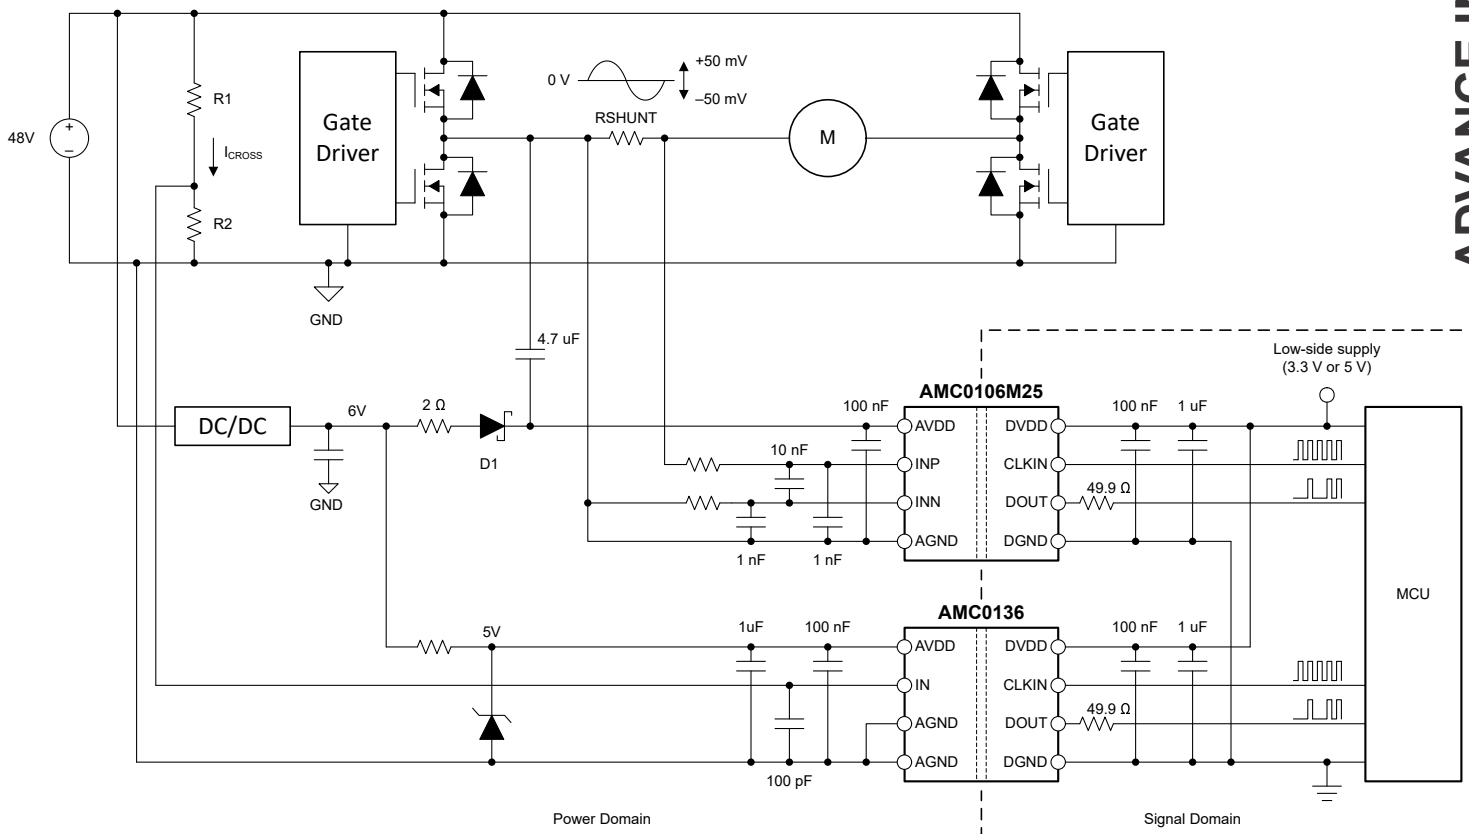 48V
+
–
R1
ICROSS
R2
Gate
Driver
0 V
+50 mV
–50 mV
RSHUNT
M
Gate
Driver
GND
4.7 uF
Low-side supply
(3.3 V or 5 V)
DC/DC
6V
2 Ω
D1
GND
100 nF
10 nF
1 nF
1 nF
AMC0106M25
AVDD
INP
INN
AGND
DVDD
CLKIN
DOUT
DGND
100 nF
1 uF
49.9 Ω
MCU
5V
1uF
100 nF
100 pF
AMC0136
AVDD
IN
AGND
AGND
DVDD
CLKIN
DOUT
DGND
100 nF
1 uF
49.9 Ω
Power Domain
Signal Domain
ADVANCE